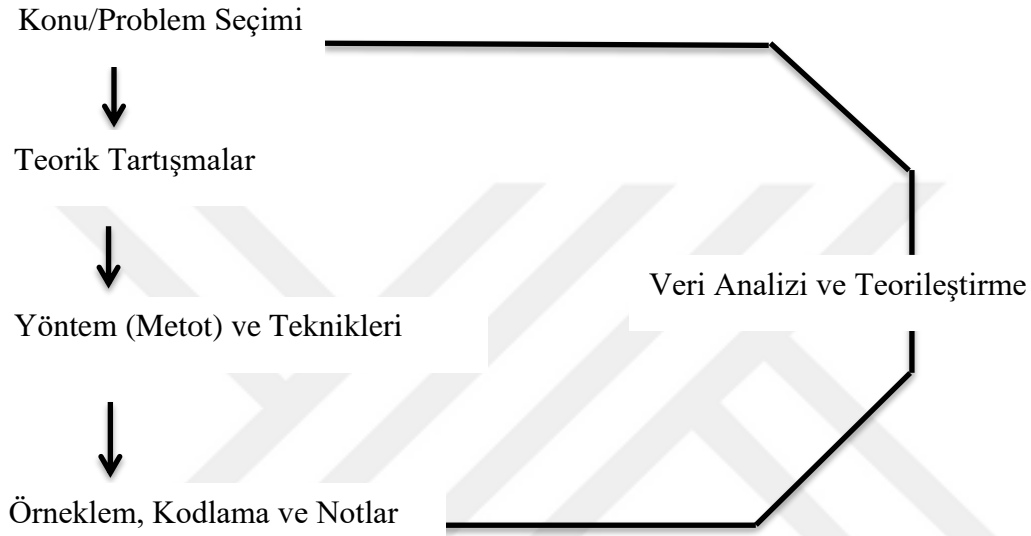 Konu/Problem Seçimi
Teorik Tartışmalar
Veri Analizi ve Teorileştirme
Yöntem (Metot) ve Teknikleri
Örneklem, Kodlama ve Notlar